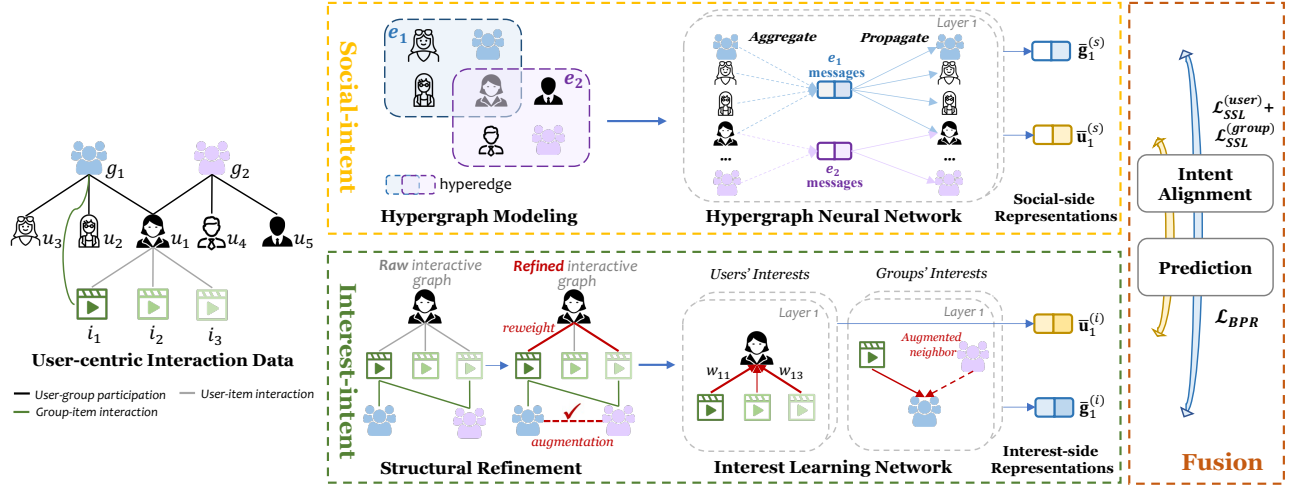 g₁
g₂
u₃
u₂
u₁
u₄
u₅
i₁
i₂
i₃
User-centric Interaction Data
User-group participation
User-item interaction
Group-item interaction
Social-intent
e₁
e₂
hyperedge
Hypergraph Modeling
Layer 1
Aggregate
Propagate
e₁
messages
...
...
e₂
messages
Hypergraph Neural Network
ḡ₁⁽ˢ⁾
ū₁⁽ˢ⁾
Social-side
Representations
Interest-intent
Raw interactive
graph
Refined interactive
graph
reweight
augmentation
Structural Refinement
Users' Interests
Groups' Interests
Layer 1
Layer 1
w₁₁
w₁₃
Augmented
neighbor
Interest Learning Network
ū₁⁽ⁱ⁾
ḡ₁⁽ⁱ⁾
Interest-side
Representations
ℒ_SSL^(user) +
ℒ_SSL^(group)
Intent
Alignment
Prediction
ℒ_BPR
Fusion